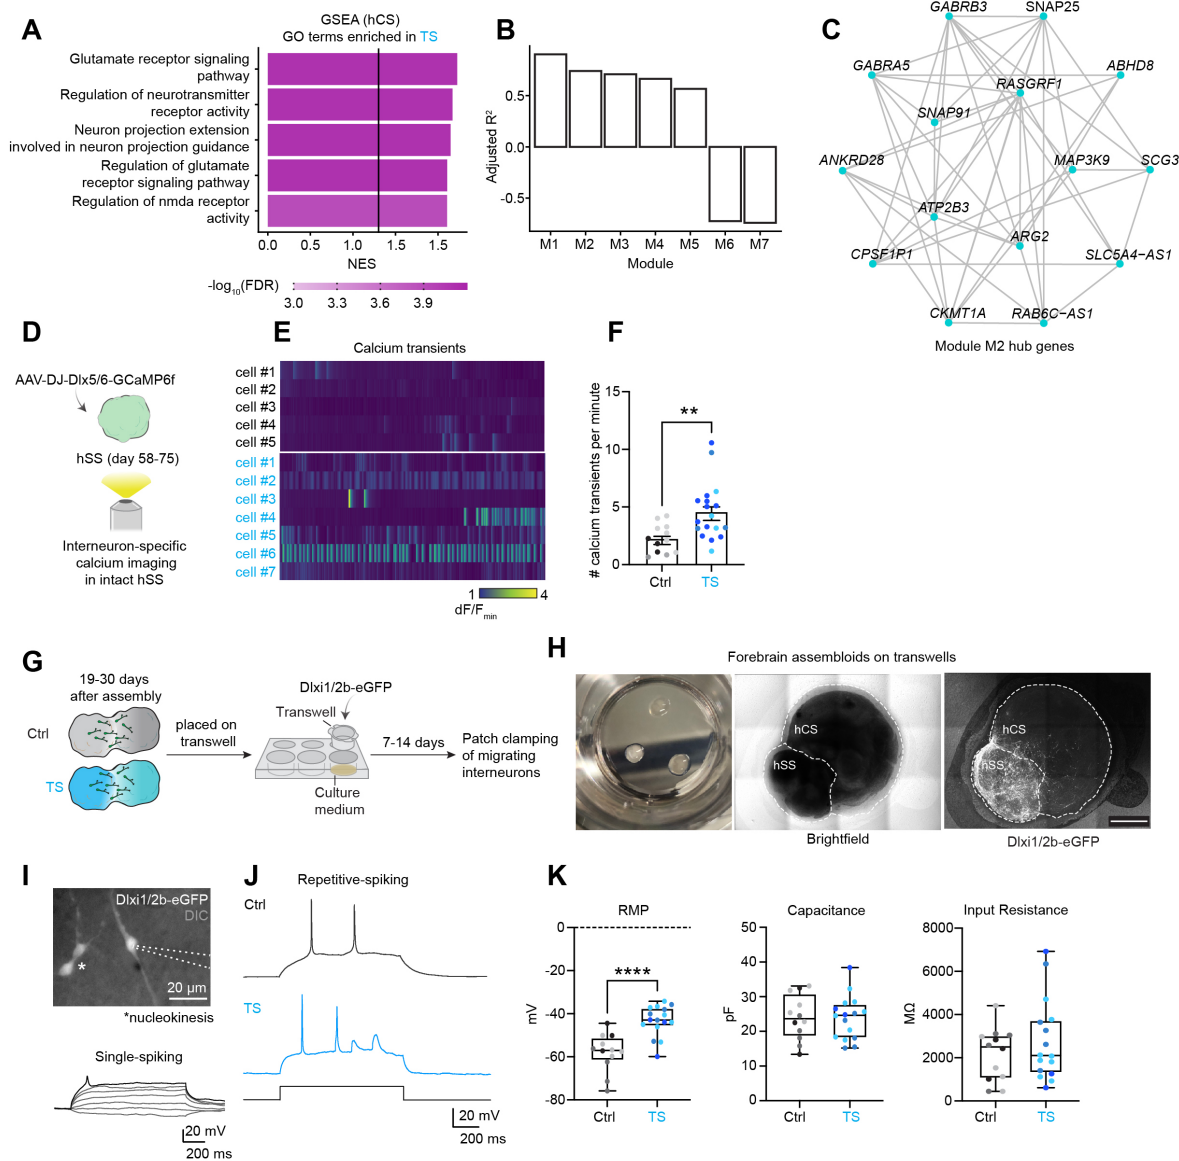 A
GSEA (hCS)
GO terms enriched in TS
Glutamate receptor signaling
pathway
Regulation of neurotransmitter
receptor activity
Neuron projection extension
involved in neuron projection guidance
Regulation of glutamate
receptor signaling pathway
Regulation of nmda receptor
activity
0.0 0.5 1.5 1.5
NES
-log10(FDR)
3.0 3.3 3.6 3.9
B
Adjusted R2
0.5
0.0
-0.5
M1 M2 M3 M4 M5 M6 M7
Module
C
GABRB3 SNAP25
GABRA5 ABHD8
RASGRF1
SNAP91
ANKRD28 MAP3K9 SCG3
ATP2B3
ARG2
CPSF1P1 SLC5A4−AS1
CKMT1A RAB6C−AS1
Module M2 hub genes
D
AAV-DJ-Dlx5/6-GCaMP6f
hSS (day 58-75)
Interneuron-specific
calcium imaging
in intact hSS
E
Calcium transients
cell #1
cell #2
cell #3
cell #4
cell #5
cell #1
cell #2
cell #3
cell #4
cell #5
cell #6
cell #7
1 4
dF/Fmin
F
# calcium transients per minute
15
10
5
0
**
Ctrl TS
G
19-30 days
after assembly
Ctrl
TS
placed on
transwell
Dlxi1/2b-eGFP
Transwell
Culture
medium
7-14 days
Patch clamping
of migrating
interneurons
H
Forebrain assembloids on transwells
hCS
hSS
Brightfield
hCS
hSS
Dlxi1/2b-eGFP
I
Dlxi1/2b-eGFP
DIC
*
20 µm
*nucleokinesis
Single-spiking
20 mV
200 ms
J
Repetitive-spiking
Ctrl
TS
20 mV
200 ms
K
RMP
mV
0
-20
-40
-60
-80
****
Ctrl TS
Capacitance
pF
50
40
30
20
10
0
Ctrl TS
Input Resistance
MΩ
8000
6000
4000
2000
0
Ctrl TS